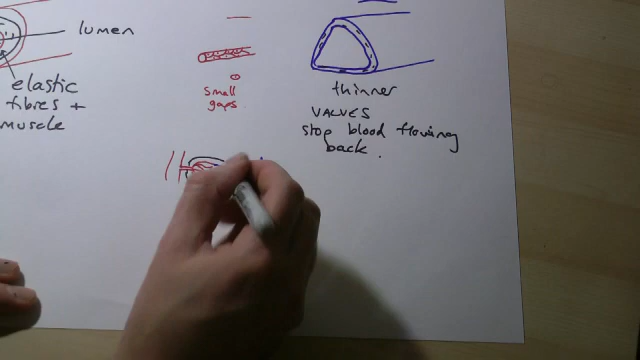 lumen
elastic
fibres +
muscle
small
gaps.
thinner
VALVES
stop blood flowing
back.